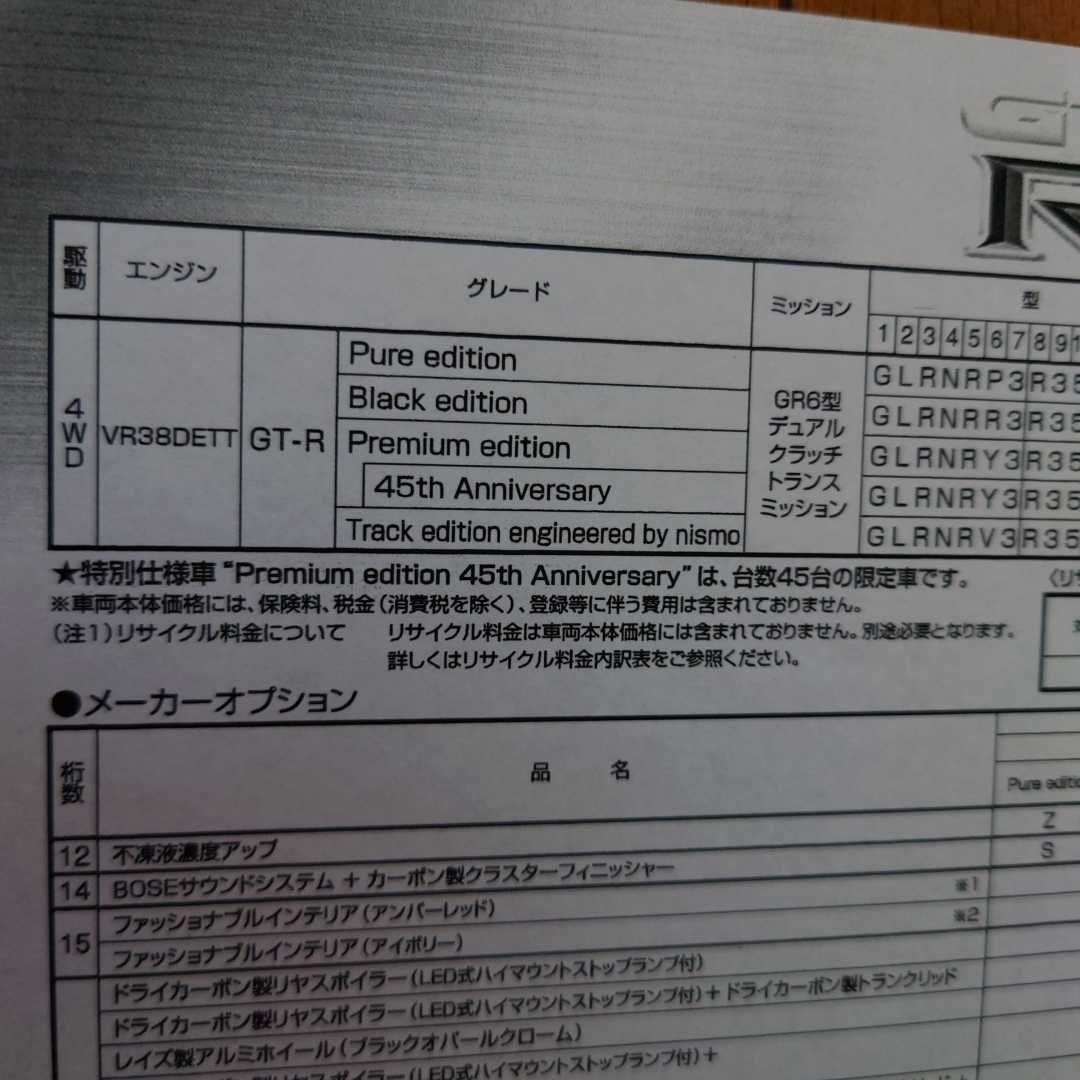 GT
R
駆動 エンジン グレード ミッション 型
1 2 3 4 5 6 7 8 9 1
4WD VR38DETT GT-R
Pure edition
Black edition
Premium edition
45th Anniversary
Track edition engineered by nismo
GR6型
デュアル
クラッチ
トランス
ミッション
GLRNRP3R35
GLRNRR3R35
GLRNRY3R35
GLRNRY3R35
GLRNRV3R35
★特別仕様車“Premium edition 45th Anniversary”は、台数45台の限定車です。
※車両本体価格には、保険料、税金(消費税を除く)、登録等に伴う費用は含まれておりません。
(注1)リサイクル料金について リサイクル料金は車両本体価格には含まれておりません。別途必要となります。
詳しくはリサイクル料金内訳表をご参照ください。
●メーカーオプション
桁数 品名 Pure editio
12 不凍液濃度アップ Z
14 BOSEサウンドシステム + カーボン製クラスターフィニッシャー S
15 ファッショナブルインテリア(アンバーレッド) ※1
ファッショナブルインテリア(アイボリー) ※2
ドライカーボン製リヤスポイラー(LED式ハイマウントストップランプ付)
ドライカーボン製リヤスポイラー(LED式ハイマウントストップランプ付)+ドライカーボン製トランクリッド
レイズ製アルミホイール(ブラックオパールクローム)
(LED式ハイマウントストップランプ付)+